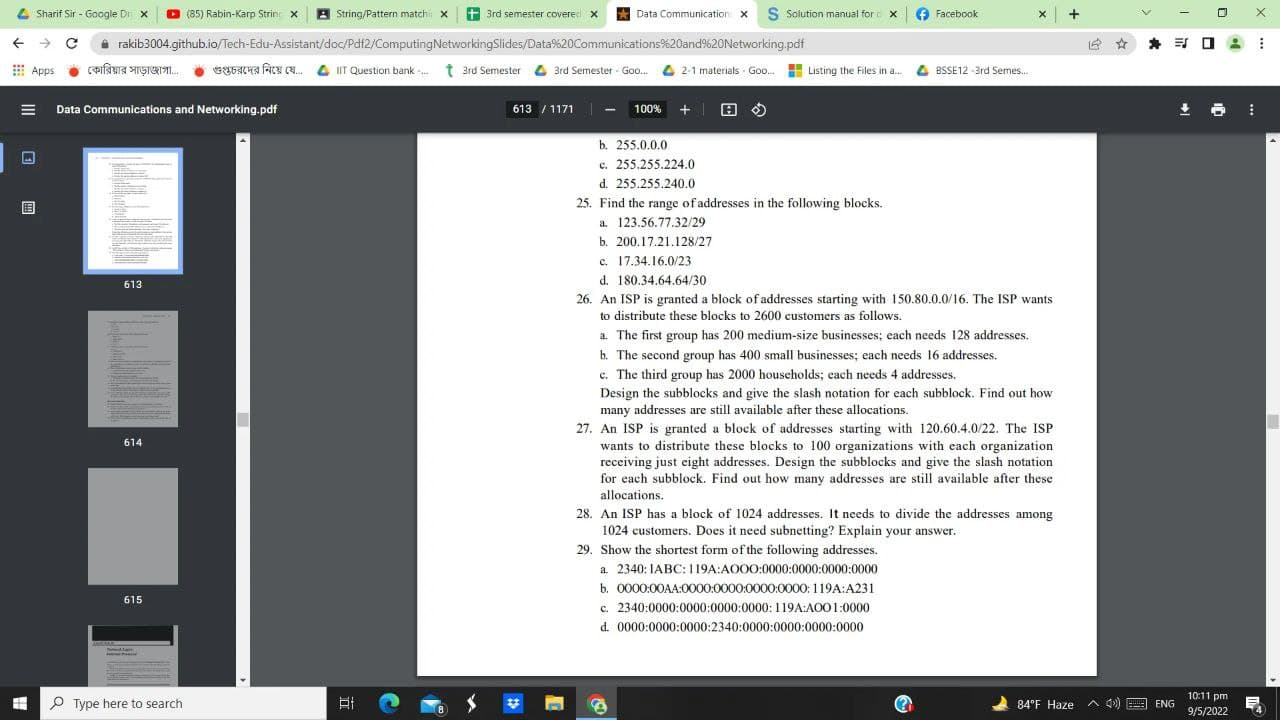 Sharif sir - Google Dri
(85) Rabin-Karp String
String/Pattern matchi
3rd semester covered
Data Communication
Solution manual for c
Facebook
rakib3004.github.io/Tech-Edu-Assistant/doc/Pdf2/ComputingNetworkingSlides/Data%20Communications%20and%20Networking.pdf
Apps
IIT Question bank -...
3rd Semester
3rd Semester - Goo...
2-1 materials - Goo...
Listing the Files in a...
BSSE12 -3rd Semes...
Data Communications and Networking.pdf
613 / 1171
100%
b. 255.0.0.0
c. 255.255.224.0
d. 255.255.240.0
25. Find the range of addresses in the following blocks.
a. 123.56.77.32/29
b. 200.17.21.128/27
c. 17.34.16.0/23
d. 180.34.64.64/30
26. An ISP is granted a block of addresses starting with 150.80.0.0/16. The ISP wants
to distribute these blocks to 2600 customers as follows.
a. The first group has 200 medium-size businesses; each needs 128 addresses.
b. The second group has 400 small businesses; each needs 16 addresses.
c. The third group has 2000 households; each needs 4 addresses.
Design the subblocks and give the slash notation for each subblock. Find out how
many addresses are still available after these allocations.
27. An ISP is granted a block of addresses starting with 120.60.4.0/22. The ISP
wants to distribute these blocks to 100 organizations with each organization
receiving just eight addresses. Design the subblocks and give the slash notation
for each subblock. Find out how many addresses are still available after these
allocations.
28. An ISP has a block of 1024 addresses. It needs to divide the addresses among
1024 customers. Does it need subnetting? Explain your answer.
29. Show the shortest form of the following addresses.
a. 2340: lABC: 119A:AOOO:0000:0000:0000:0000
b. 0000:00AA:0000:0000:0000:0000: 119A:A231
c. 2340:0000:0000:0000:0000: 119A:AOO1:0000
d. 0000:0000:0000:2340:0000:0000:0000:0000
613
614
615
Type here to search
84°F Haze
ENG
10:11 pm
9/5/2022